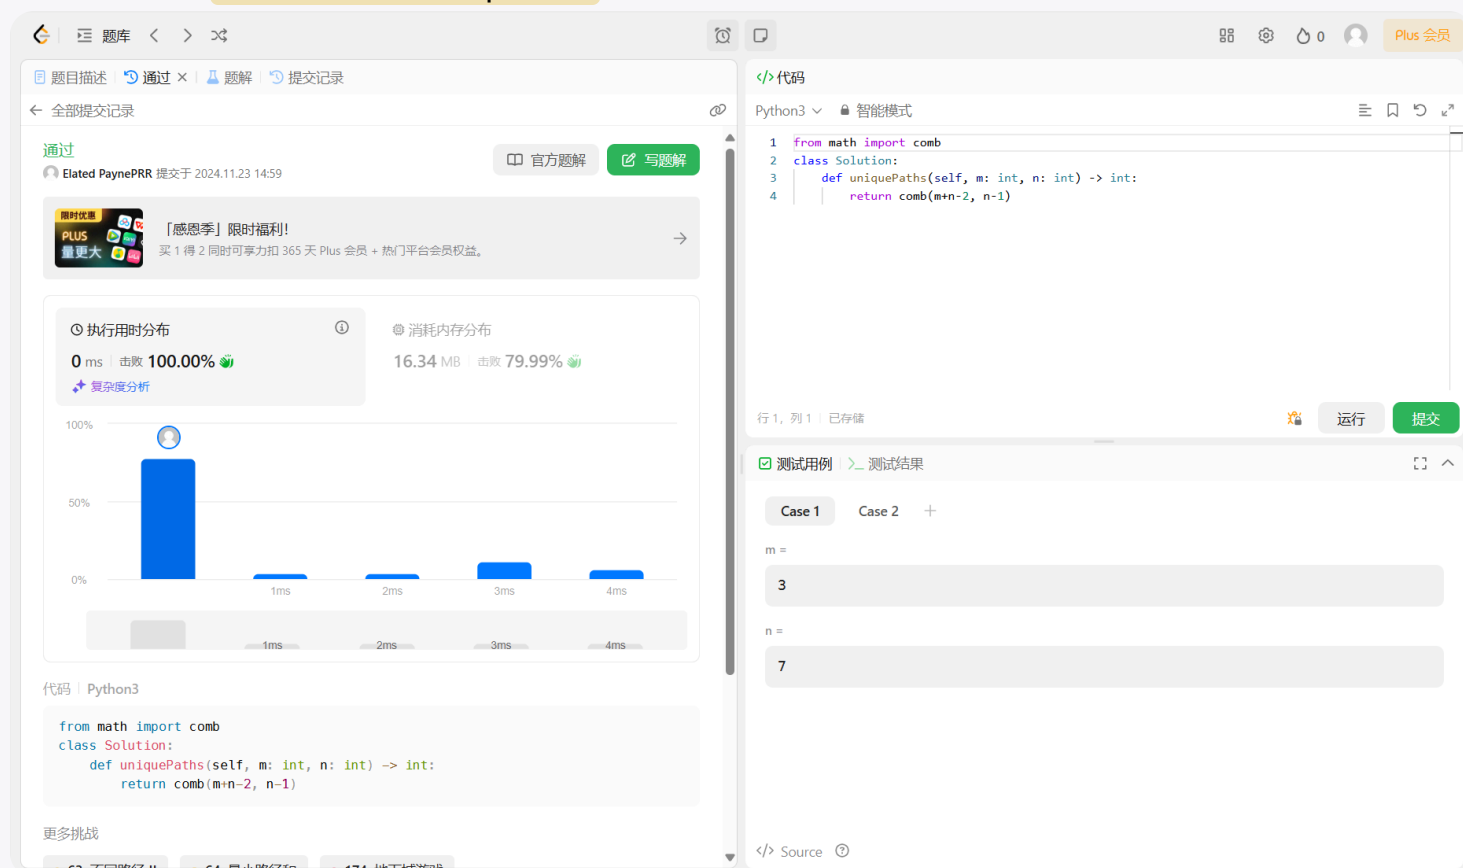 题库
0
Plus 会员
题目描述
通过
题解
提交记录
全部提交记录
通过
Elated PaynePRR 提交于 2024.11.23 14:59
官方题解
写题解
限时优惠
PLUS
量更大
「感恩季」限时福利！
买 1 得 2 同时可享力扣 365 天 Plus 会员 + 热门平台会员权益。
执行用时分布
0 ms 击败 100.00%
复杂度分析
消耗内存分布
16.34 MB 击败 79.99%
100%
50%
0%
1ms 2ms 3ms 4ms
1ms 2ms 3ms 4ms
代码 Python3
from math import comb
class Solution:
    def uniquePaths(self, m: int, n: int) -> int:
        return comb(m+n-2, n-1)
更多挑战
代码
Python3 智能模式
1 from math import comb
2 class Solution:
3     def uniquePaths(self, m: int, n: int) -> int:
4         return comb(m+n-2, n-1)
行 1，列 1 已存储
运行
提交
测试用例
测试结果
Case 1 Case 2
m =
3
n =
7
Source